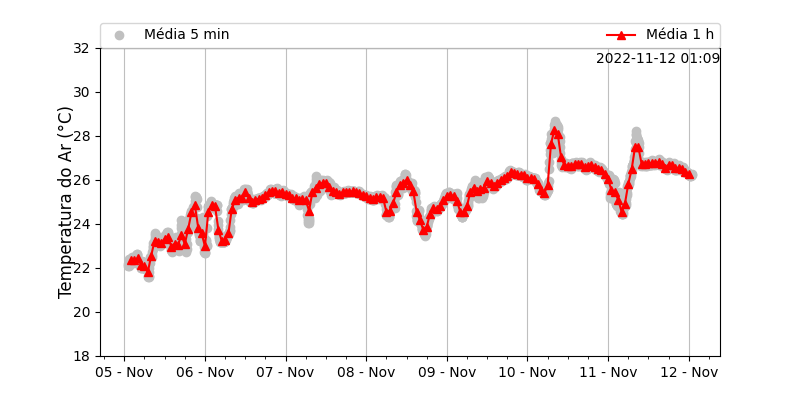 Média 5 min
Média 1 h
2022-11-12 01:09
Temperatura do Ar (°C)
32
30
28
26
24
22
20
18
05 - Nov
06 - Nov
07 - Nov
08 - Nov
09 - Nov
10 - Nov
11 - Nov
12 - Nov